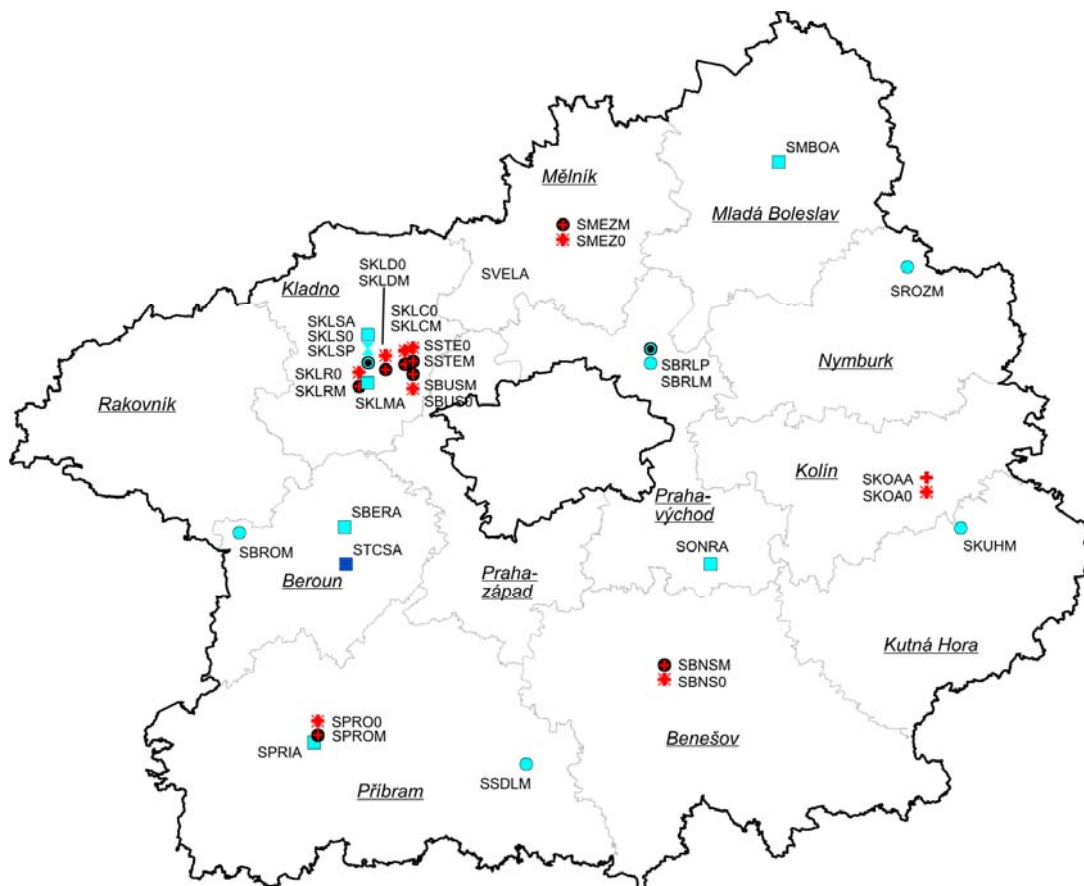 SMBOA
Mělník
Mladá Boleslav
SMEZM
SMEZ0
SKLD0
SKLDM
SVELA
Kladno
SROZM
SKLC0
SKLCM
SKLSA
SKLS0
SKLSP
SSTE0
SSTEM
SBRLP
SBRLM
Nymburk
SKLR0
SKLRM
SBUSM
SBUS0
SKLMA
Rakovník
Kolín
SKOAA
SKOA0
Praha-
východ
SBERA
SBROM
STCSA
SONRA
SKUHM
Beroun
Praha-
západ
Kutná Hora
SBNSM
SBNS0
SPRO0
SPROM
SPRIA
Benešov
SSDLM
Příbram